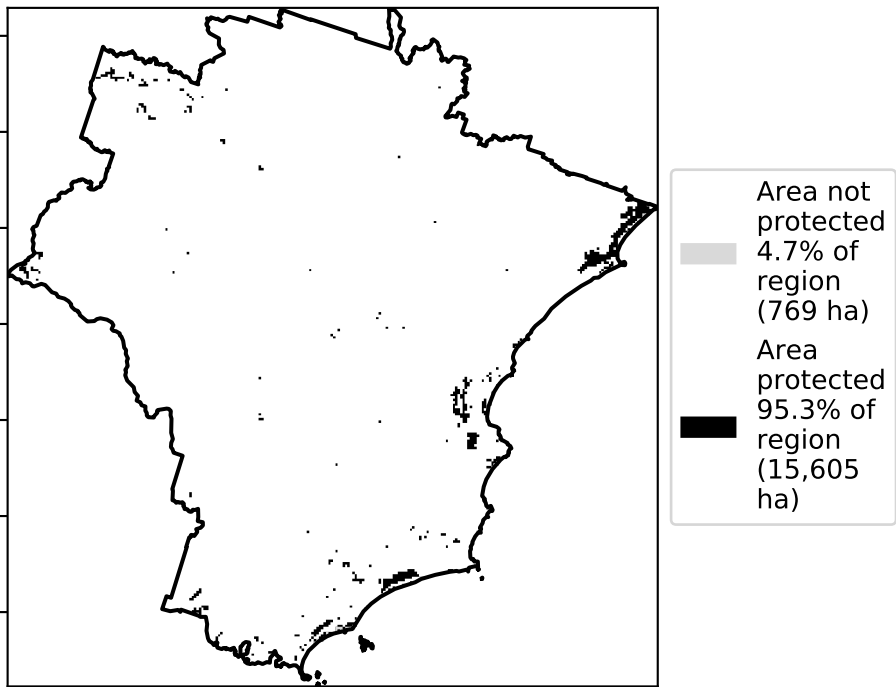 Area not
protected
4.7% of
region
(769 ha)
Area
protected
95.3% of
region
(15,605
ha)